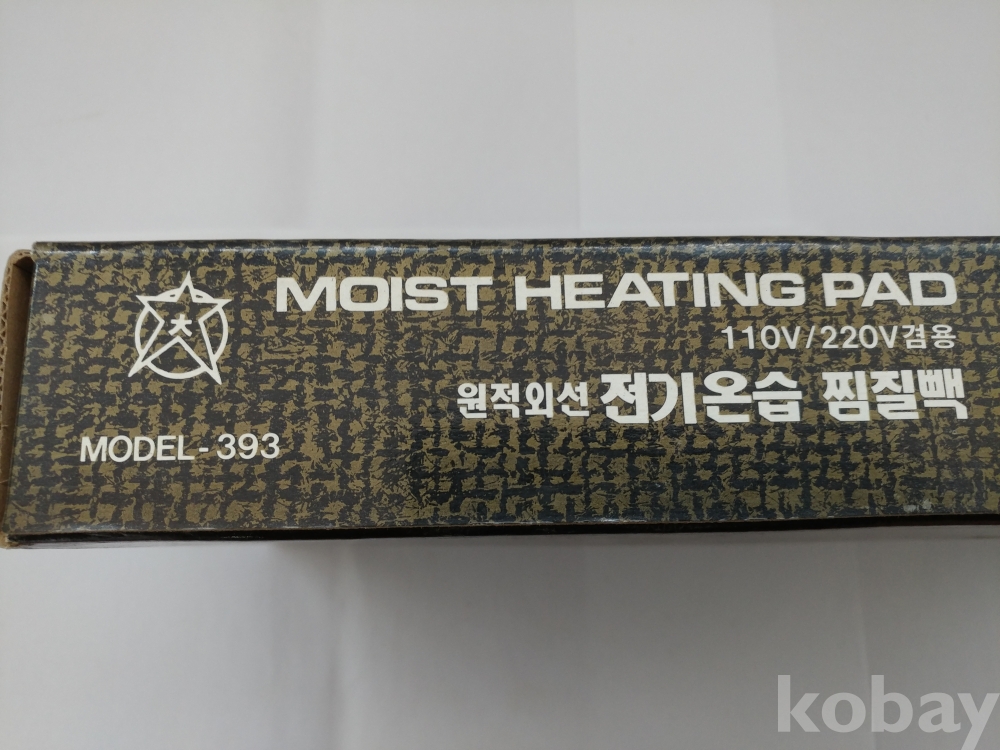 MOIST HEATING PAD
110V/220V겸용
원적외선 전기온습 찜질빽
MODEL-393
kobay